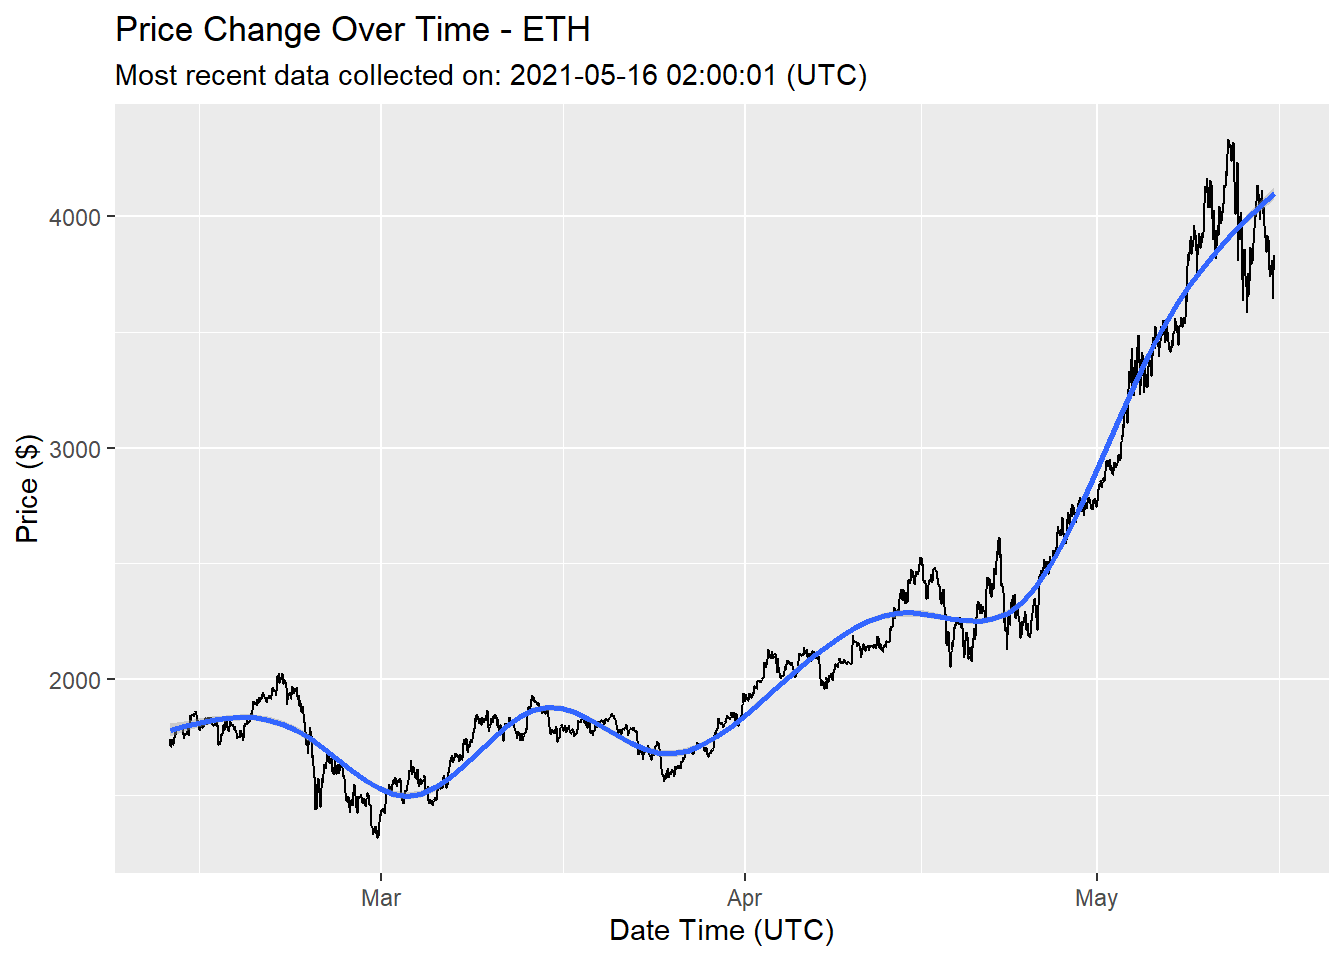 Price Change Over Time - ETH
Most recent data collected on: 2021-05-16 02:00:01 (UTC)
Price ($)
4000
3000
2000
Mar
Apr
May
Date Time (UTC)